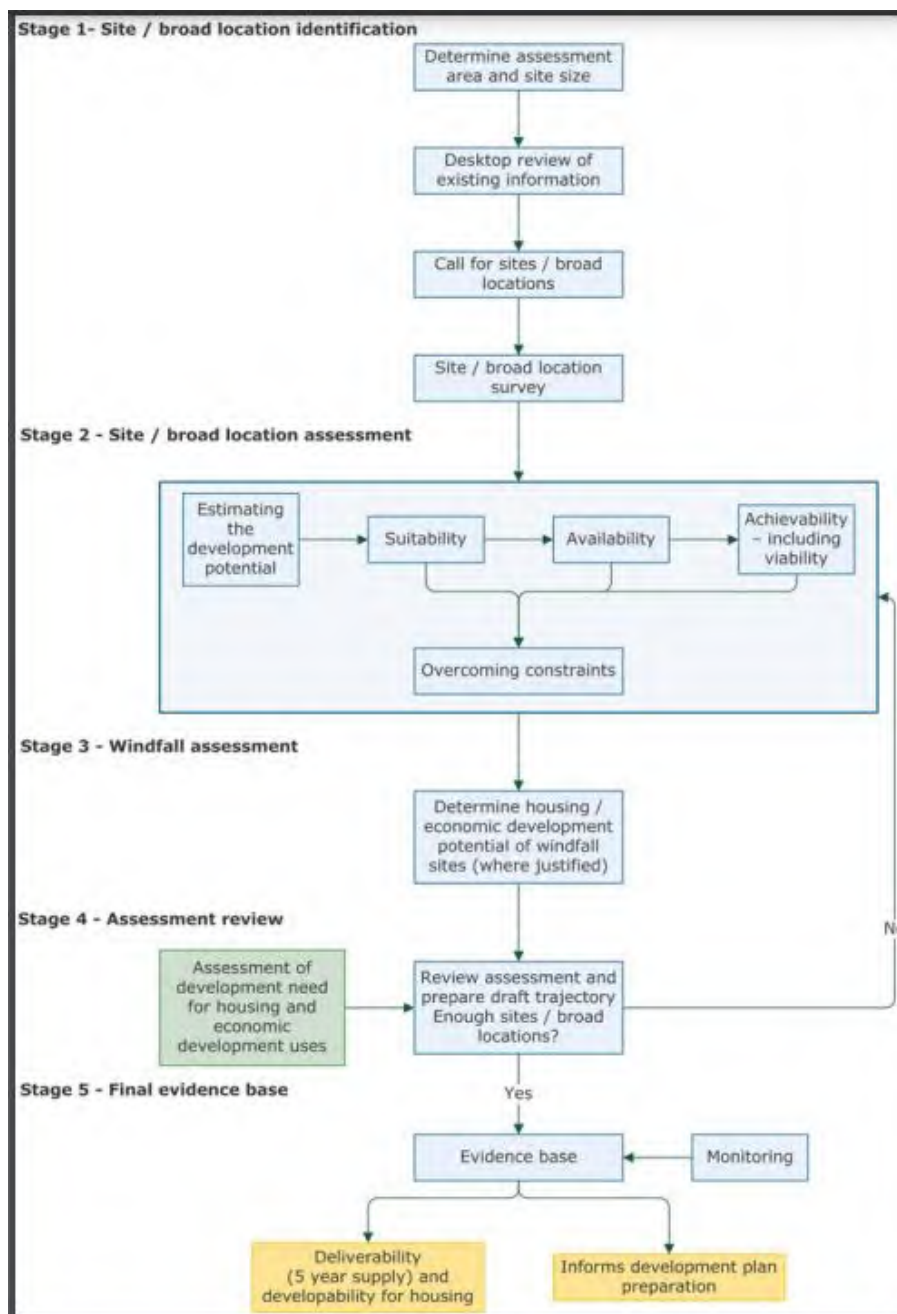 Stage 1- Site / broad location identification
Determine assessment
area and site size
Desktop review of
existing information
Call for sites / broad
locations
Site / broad location
survey
Stage 2 - Site / broad location assessment
Estimating
the
development
potential
Suitability
Availability
Achievability
– including
viability
Overcoming constraints
Stage 3 - Windfall assessment
Determine housing /
economic development
potential of windfall
sites (where justified)
Stage 4 - Assessment review
Assessment of
development need
for housing and
economic
development uses
Review assessment and
prepare draft trajectory
Enough sites / broad
locations?
Stage 5 - Final evidence base
Yes
Evidence base
Monitoring
Deliverability
(5 year supply) and
developability for housing
Informs development plan
preparation